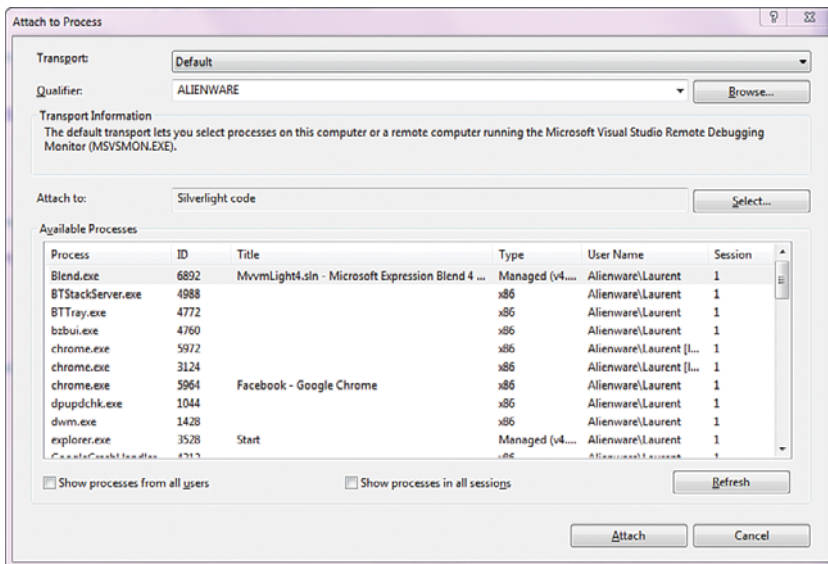 Attach to Process
Transport: Default
Qualifier: ALIENWARE Browse...
Transport Information
The default transport lets you select processes on this computer or a remote computer running the Microsoft Visual Studio Remote Debugging
Monitor (MSVSMON.EXE).
Attach to: Silverlight code Select...
Available Processes
Process ID Title Type User Name Session
Blend.exe 6892 MvvmLight4.sln - Microsoft Expression Blend 4 ... Managed (v4.... Alienware\Laurent 1
BTStackServer.exe 4988 x86 Alienware\Laurent 1
BTTray.exe 4772 x86 Alienware\Laurent 1
bzbui.exe 4760 x86 Alienware\Laurent 1
chrome.exe 5972 x86 Alienware\Laurent [I... 1
chrome.exe 3124 x86 Alienware\Laurent [I... 1
chrome.exe 5964 Facebook - Google Chrome x86 Alienware\Laurent 1
dpupdchk.exe 1044 x86 Alienware\Laurent 1
dwm.exe 1428 x86 Alienware\Laurent 1
explorer.exe 3528 Start Managed (v4.... Alienware\Laurent 1
Show processes from all users Show processes in all sessions Refresh
Attach Cancel